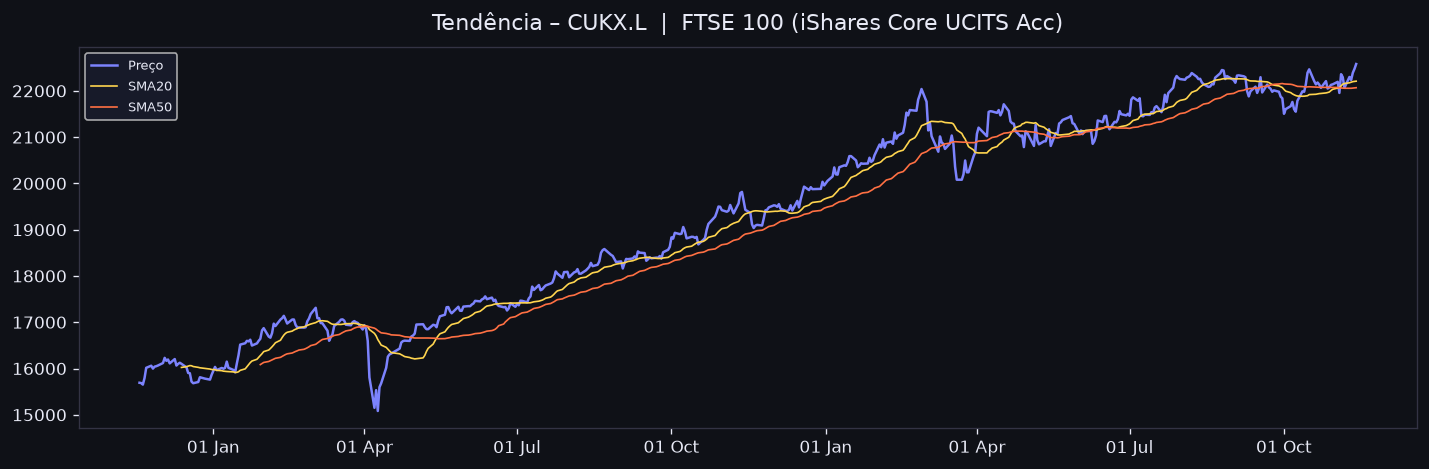 Tendência – CUKX.L | FTSE 100 (iShares Core UCITS Acc)
Preço
SMA20
SMA50
22000
21000
20000
19000
18000
17000
16000
15000
01 Jan
01 Apr
01 Jul
01 Oct
01 Jan
01 Apr
01 Jul
01 Oct